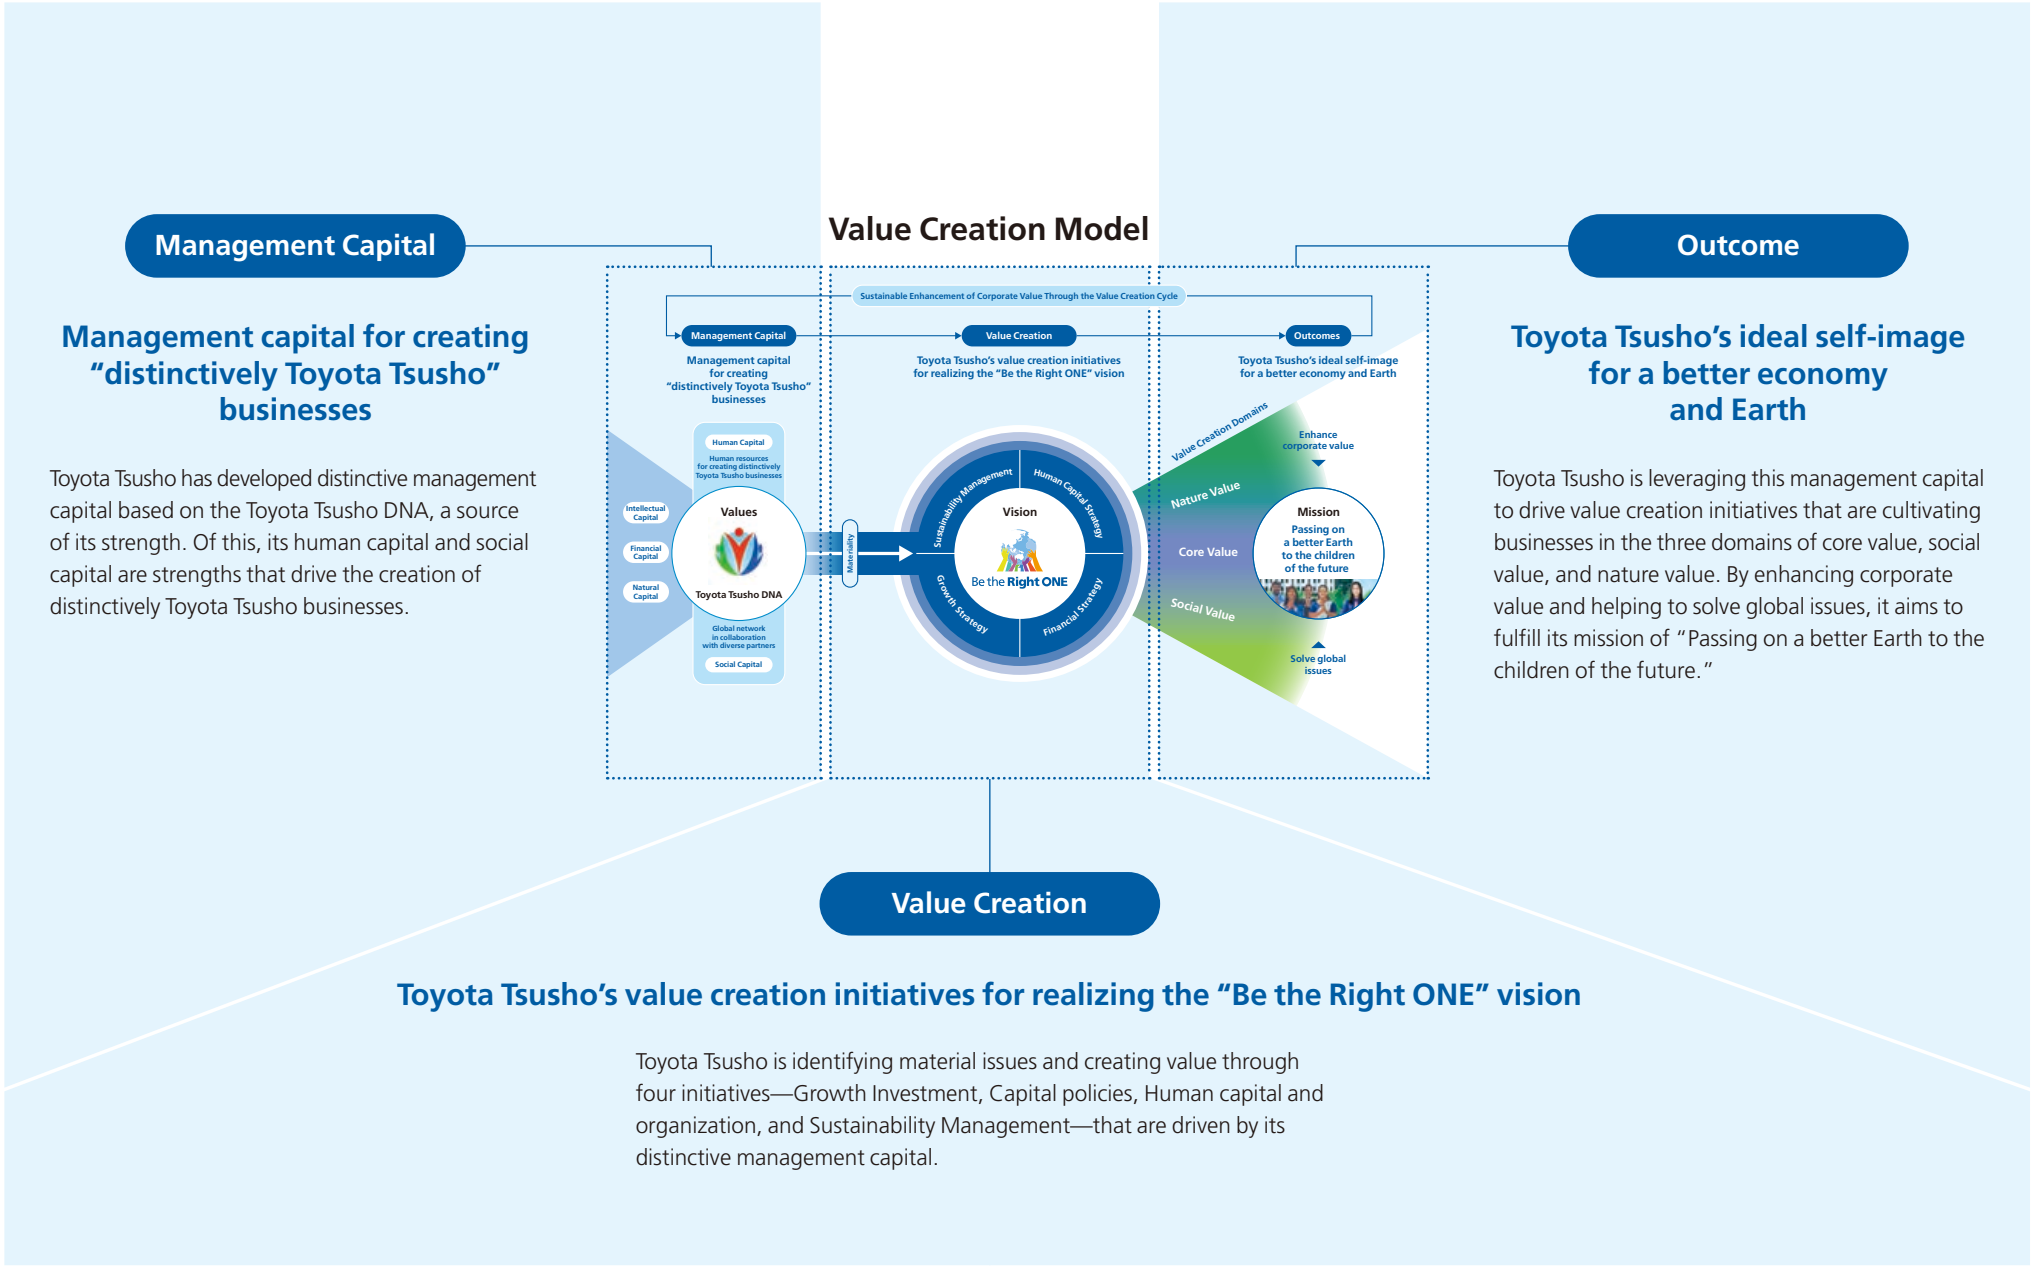 Value Creation Model
Management Capital
Management capital for creating
“distinctively Toyota Tsusho”
businesses
Toyota Tsusho has developed distinctive management
capital based on the Toyota Tsusho DNA, a source
of its strength. Of this, its human capital and social
capital are strengths that drive the creation of
distinctively Toyota Tsusho businesses.
Sustainable Enhancement of Corporate Value Through the Value Creation Cycle
Management Capital
Management capital
for creating
“distinctively Toyota Tsusho”
businesses
Human Capital
Human resources
for creating distinctively
Toyota Tsusho businesses
Intellectual
Capital
Financial
Capital
Natural
Capital
Values
Toyota Tsusho DNA
Global network
in collaboration
with diverse partners
Social Capital
Materiality
Value Creation
Toyota Tsusho’s value creation initiatives
for realizing the “Be the Right ONE” vision
Sustainability Management
Human Capital Strategy
Growth Strategy
Financial Strategy
Vision
Be the Right ONE
Outcomes
Toyota Tsusho’s ideal self-image
for a better economy and Earth
Value Creation Domains
Nature Value
Core Value
Social Value
Enhance
corporate value
Mission
Passing on
a better Earth
to the children
of the future
Solve global
issues
Outcome
Toyota Tsusho’s ideal self-image
for a better economy
and Earth
Toyota Tsusho is leveraging this management capital
to drive value creation initiatives that are cultivating
businesses in the three domains of core value, social
value, and nature value. By enhancing corporate
value and helping to solve global issues, it aims to
fulfill its mission of “Passing on a better Earth to the
children of the future.”
Value Creation
Toyota Tsusho’s value creation initiatives for realizing the “Be the Right ONE” vision
Toyota Tsusho is identifying material issues and creating value through
four initiatives—Growth Investment, Capital policies, Human capital and
organization, and Sustainability Management—that are driven by its
distinctive management capital.